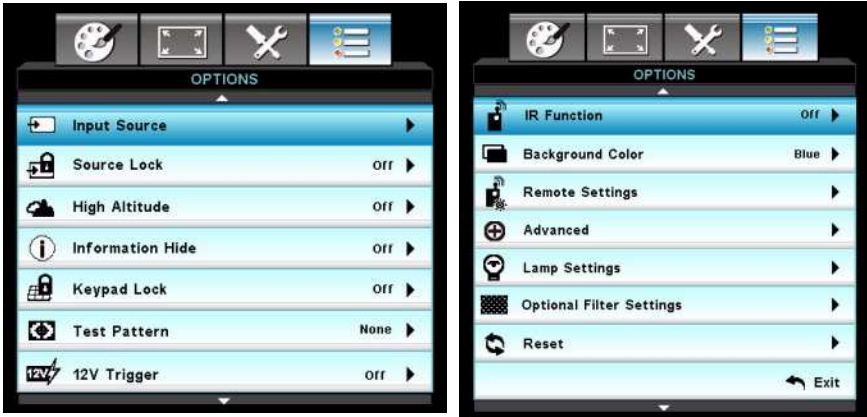 OPTIONS
Input Source
Source Lock Off
High Altitude Off
Information Hide Off
Keypad Lock Off
Test Pattern None
12V 12V Trigger Off
OPTIONS
IR Function Off
Background Color Blue
Remote Settings
Advanced
Lamp Settings
Optional Filter Settings
Reset
Exit